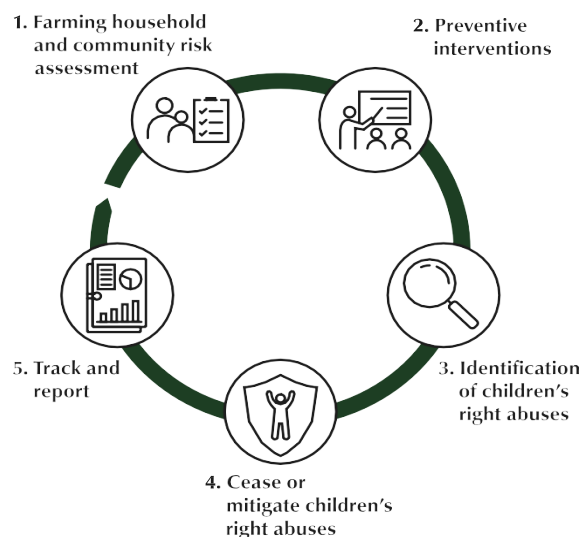 1. Farming household
and community risk
assessment
2. Preventive
interventions
3. Identification
of children's
right abuses
4. Cease or
mitigate children's
right abuses
5. Track and
report